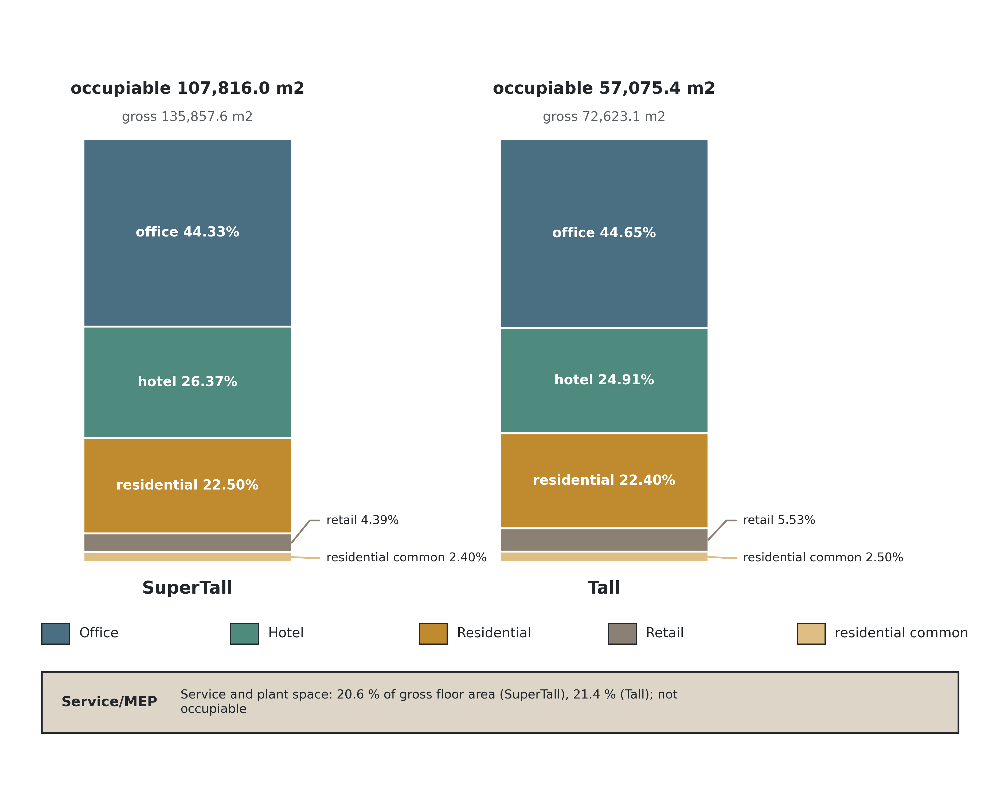 occupiable 107,816.0 m2
gross 135,857.6 m2
office 44.33%
hotel 26.37%
residential 22.50%
retail 4.39%
residential common 2.40%
SuperTall
occupiable 57,075.4 m2
gross 72,623.1 m2
office 44.65%
hotel 24.91%
residential 22.40%
retail 5.53%
residential common 2.50%
Tall
Office
Hotel
Residential
Retail
residential common
Service/MEP
Service and plant space: 20.6 % of gross floor area (SuperTall), 21.4 % (Tall); not
occupiable